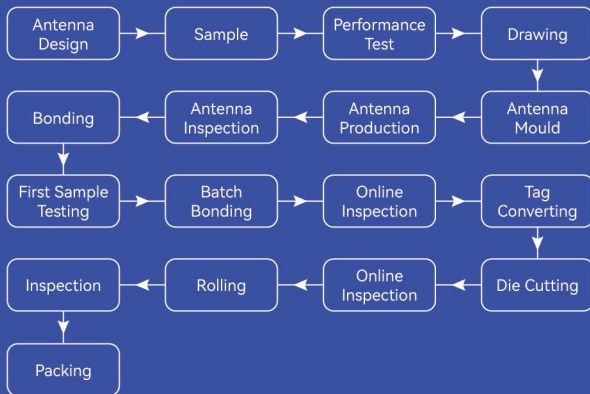 Antenna
Design
Sample
Performance
Test
Drawing
Bonding
Antenna
Inspection
Antenna
Production
Antenna
Mould
First Sample
Testing
Batch
Bonding
Online
Inspection
Tag
Converting
Inspection
Rolling
Online
Inspection
Die Cutting
Packing